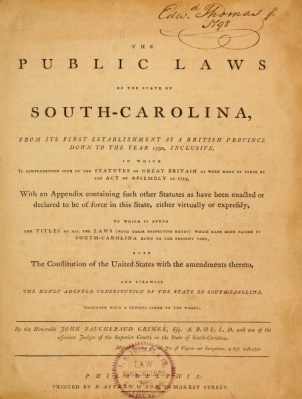 Edw.d Thomas
1798
THE
PUBLIC LAWS
OF THE STATE OF
SOUTH-CAROLINA,
FROM ITS FIRST ESTABLISHMENT AS A BRITISH PROVINCE
DOWN TO THE YEAR 1790, INCLUSIVE,
IN WHICH
IS COMPREHENDED SUCH OF THE STATUTES OF GREAT BRITAIN AS WERE MADE OF FORCE BY
THE ACT OF ASSEMBLY OF 1712,
With an Appendix containing ſuch other Statutes as have been enacted or
declared to be of force in this State, either virtually or expreſsly,
TO WHICH IS ADDED
THE TITLES OF ALL THE LAWS (WITH THEIR RESPECTIVE DATES) WHICH HAVE BEEN PASSED IN
SOUTH-CAROLINA DOWN TO THE PRESENT TIME,
ALSO
The Conſtitution of the United States with the amendments thereto,
AND LIKEWISE
THE NEWLY ADOPTED CONSTITUTION OF THE STATE OF SOUTH-CAROLINA.
TOGETHER WITH A COPIOUS INDEX TO THE WHOLE.
By the Honorable JOHN FAUCHERAUD GRIMKÉ, Eſq. L. L. D. and one of the
aſſociate Judges of the Superior Courts in the State of South-Carolina.
LAW
PHILADELPHIA,
PRINTED BY R. AITKEN & SON, MARKET STREET.